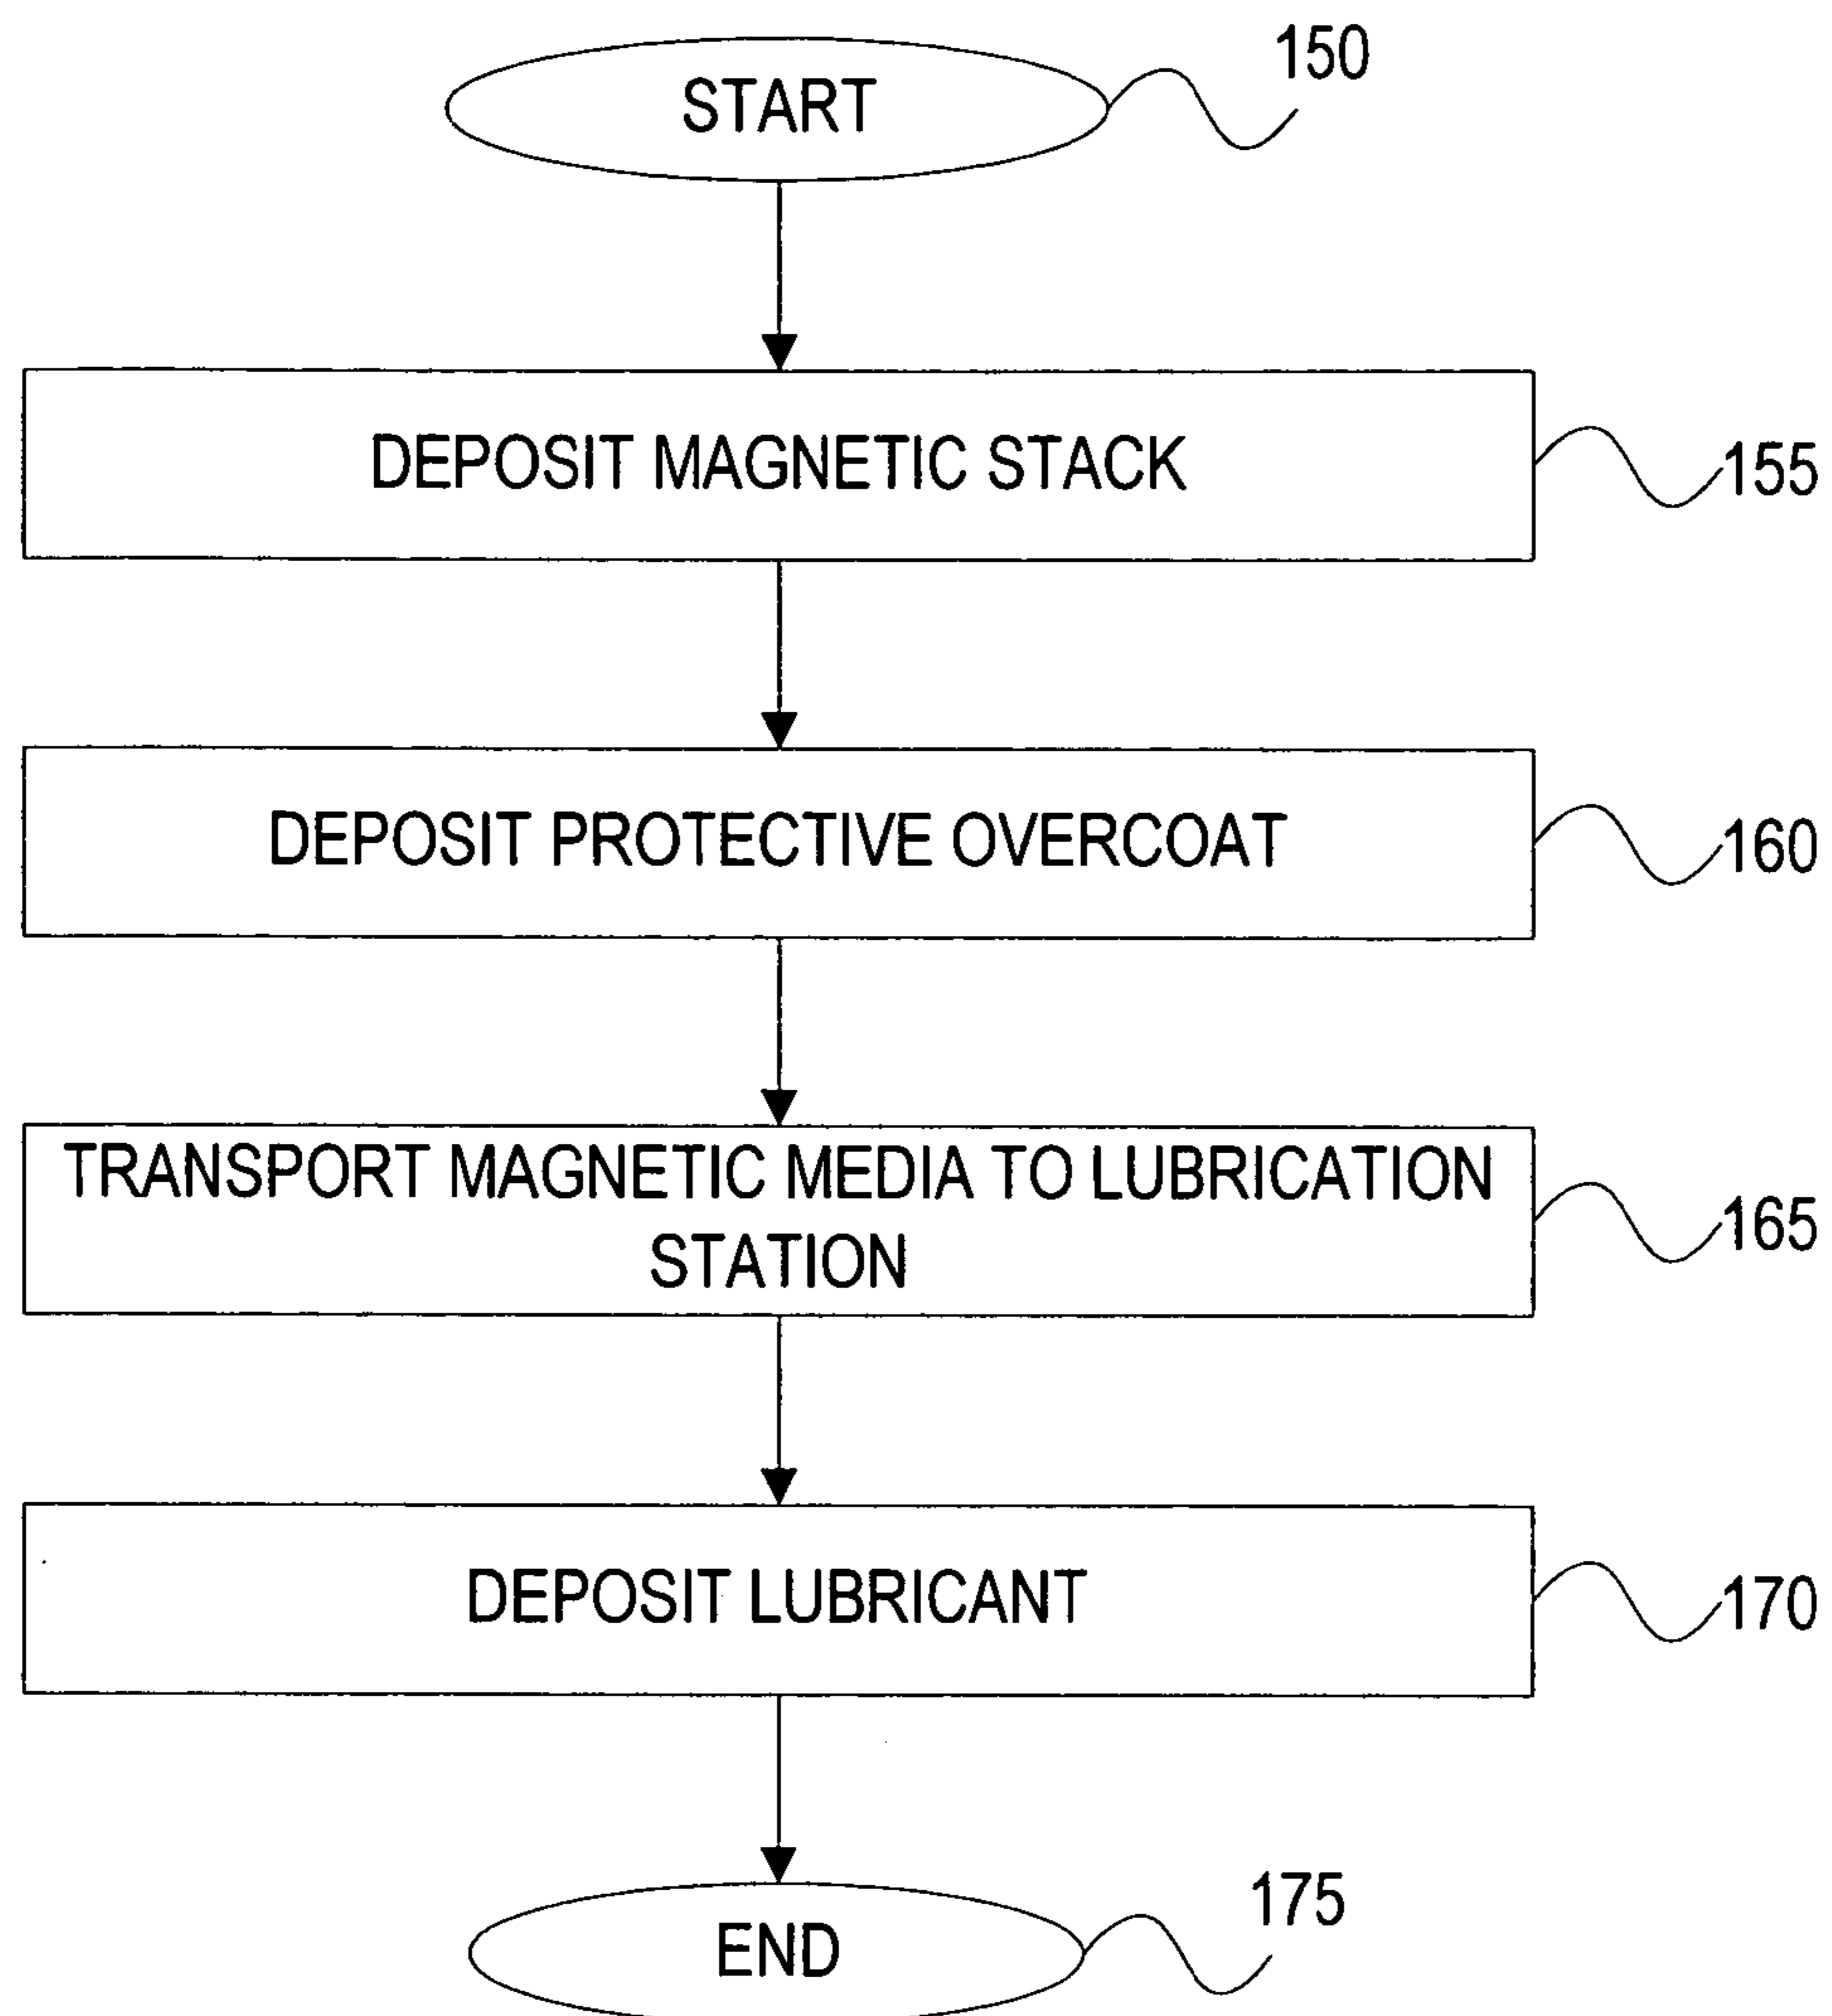 START
150
DEPOSIT MAGNETIC STACK
155
DEPOSIT PROTECTIVE OVERCOAT
160
TRANSPORT MAGNETIC MEDIA TO LUBRICATION
STATION
165
DEPOSIT LUBRICANT
170
END
175